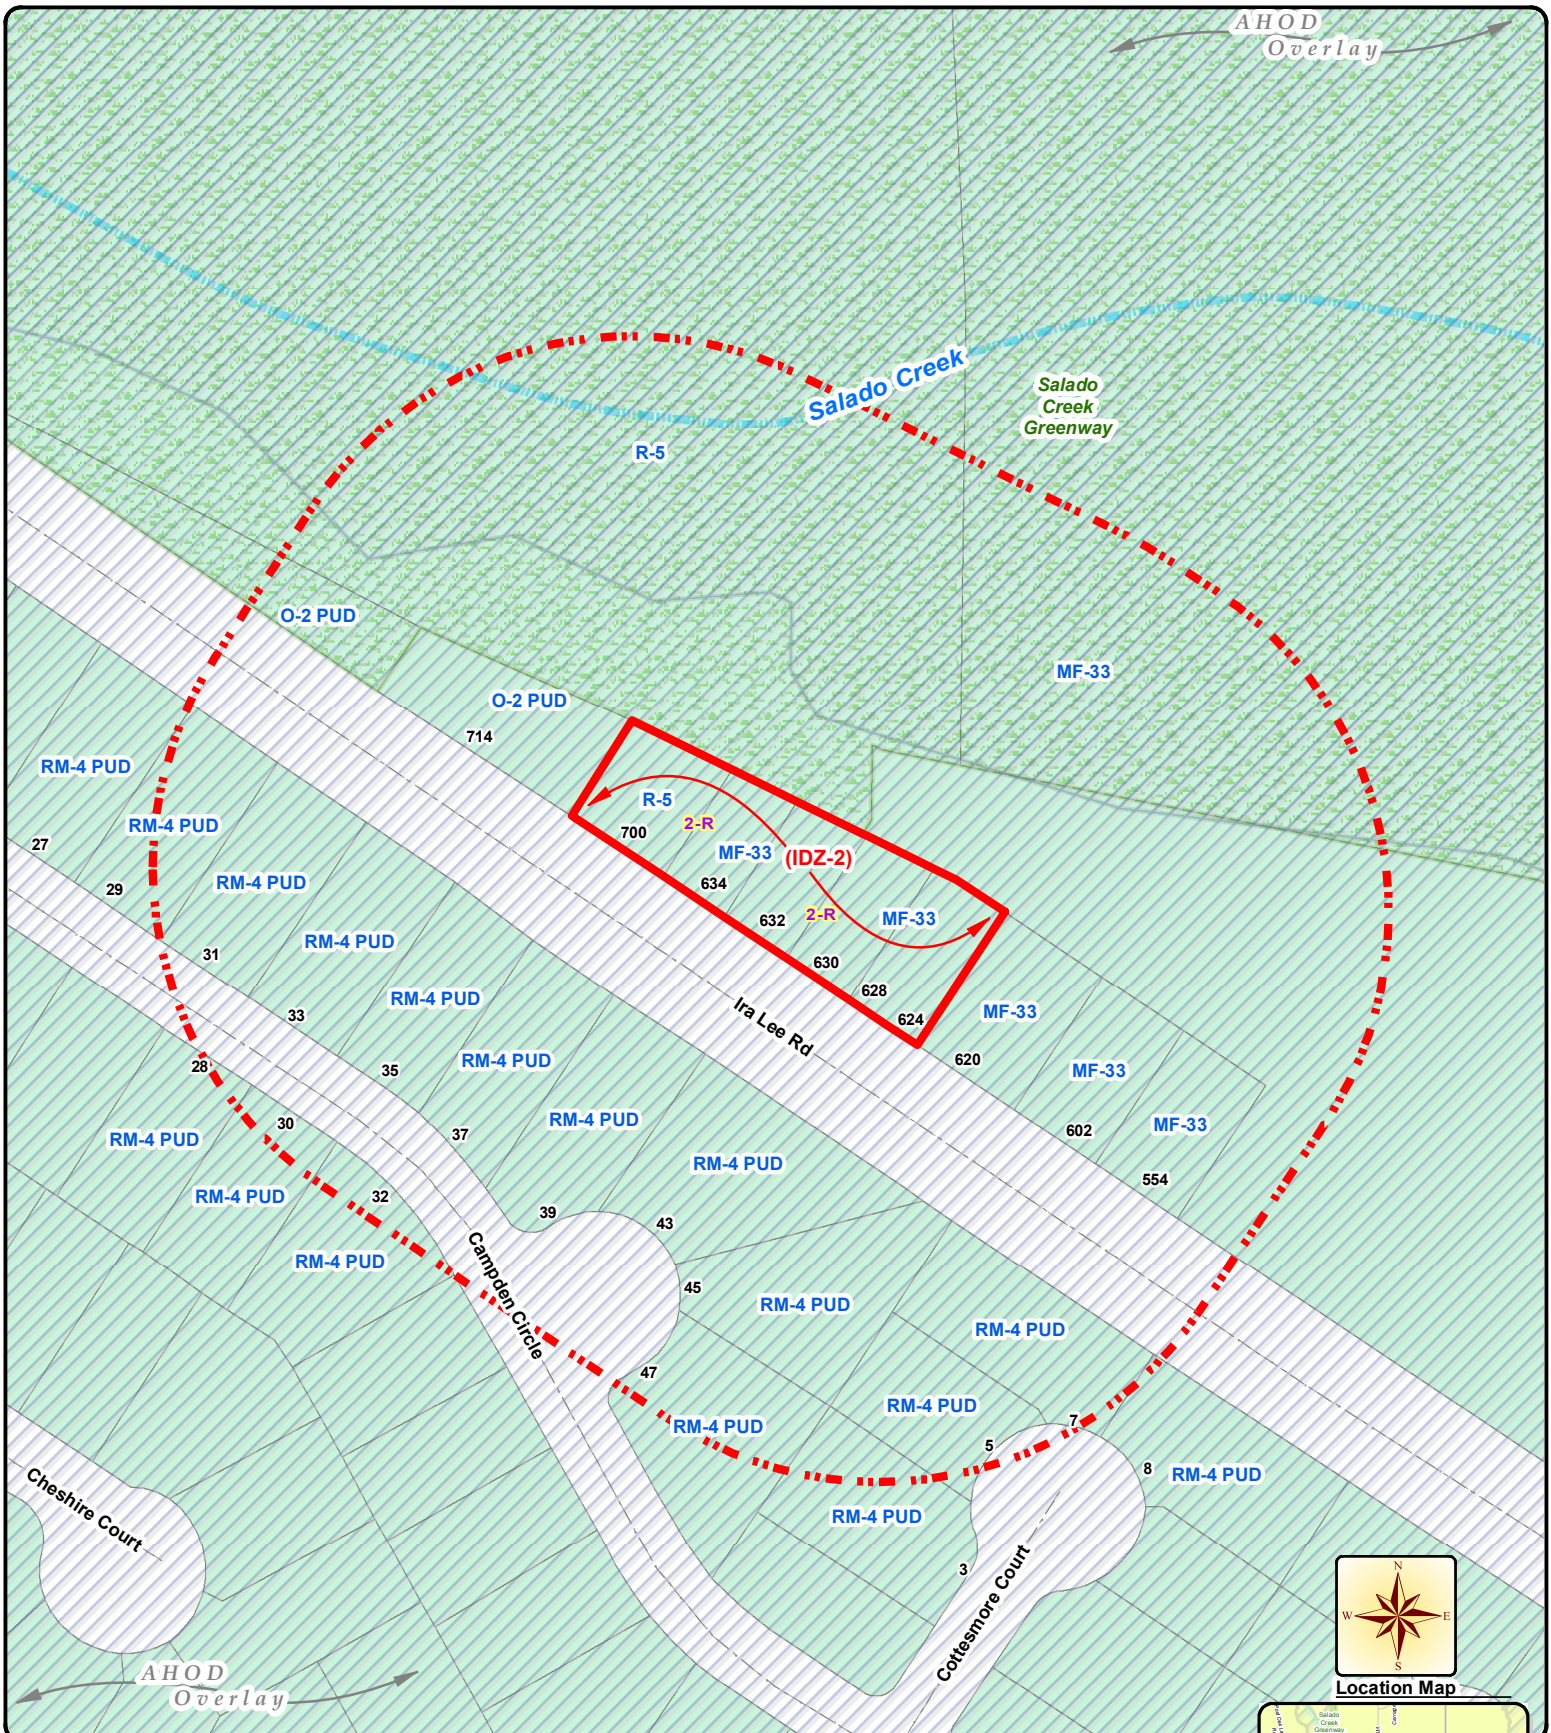 AHOD
Overlay
Salado Creek
Salado
Creek
Greenway
R-5
O-2 PUD
MF-33
O-2 PUD
714
RM-4 PUD
R-5
2-R
RM-4 PUD
700
27
MF-33
(IDZ-2)
RM-4 PUD
29
634
632
2-R
MF-33
RM-4 PUD
31
630
628
RM-4 PUD
33
Ira Lee Rd
624
MF-33
620
28
35
RM-4 PUD
MF-33
30
37
RM-4 PUD
602
MF-33
RM-4 PUD
RM-4 PUD
554
RM-4 PUD
32
39
43
RM-4 PUD
Campden Circle
45
RM-4 PUD
RM-4 PUD
47
RM-4 PUD
RM-4 PUD
7
5
8
RM-4 PUD
Cheshire Court
RM-4 PUD
3
Cottesmore Court
N
W
E
S
AHOD
Overlay
Location Map
Salado
Creek
Greenway